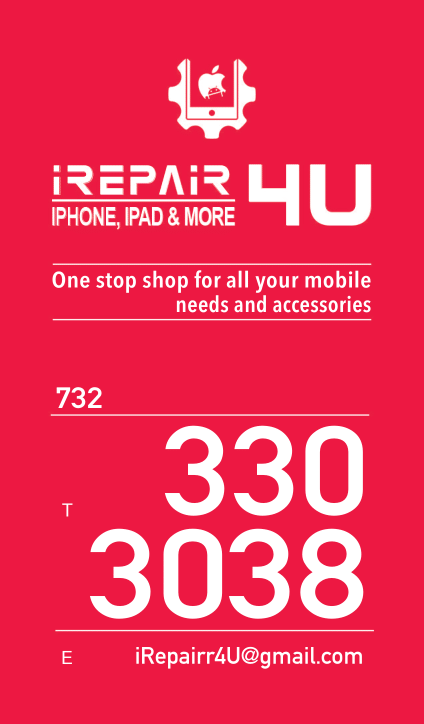 iREPAiR 4U
IPHONE, IPAD & MORE
One stop shop for all your mobile
needs and accessories
732
330
T
3038
E iRepairr4U@gmail.com